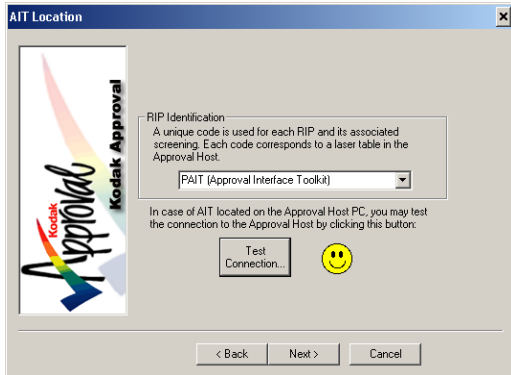 AIT Location
Kodak Approval
Kodak
Approval
RIP Identification
A unique code is used for each RIP and its associated
screening. Each code corresponds to a laser table in the
Approval Host.
PAIT (Approval Interface Toolkit)
In case of AIT located on the Approval Host PC, you may test
the connection to the Approval Host by clicking this button:
Test
Connection...
< Back
Next >
Cancel